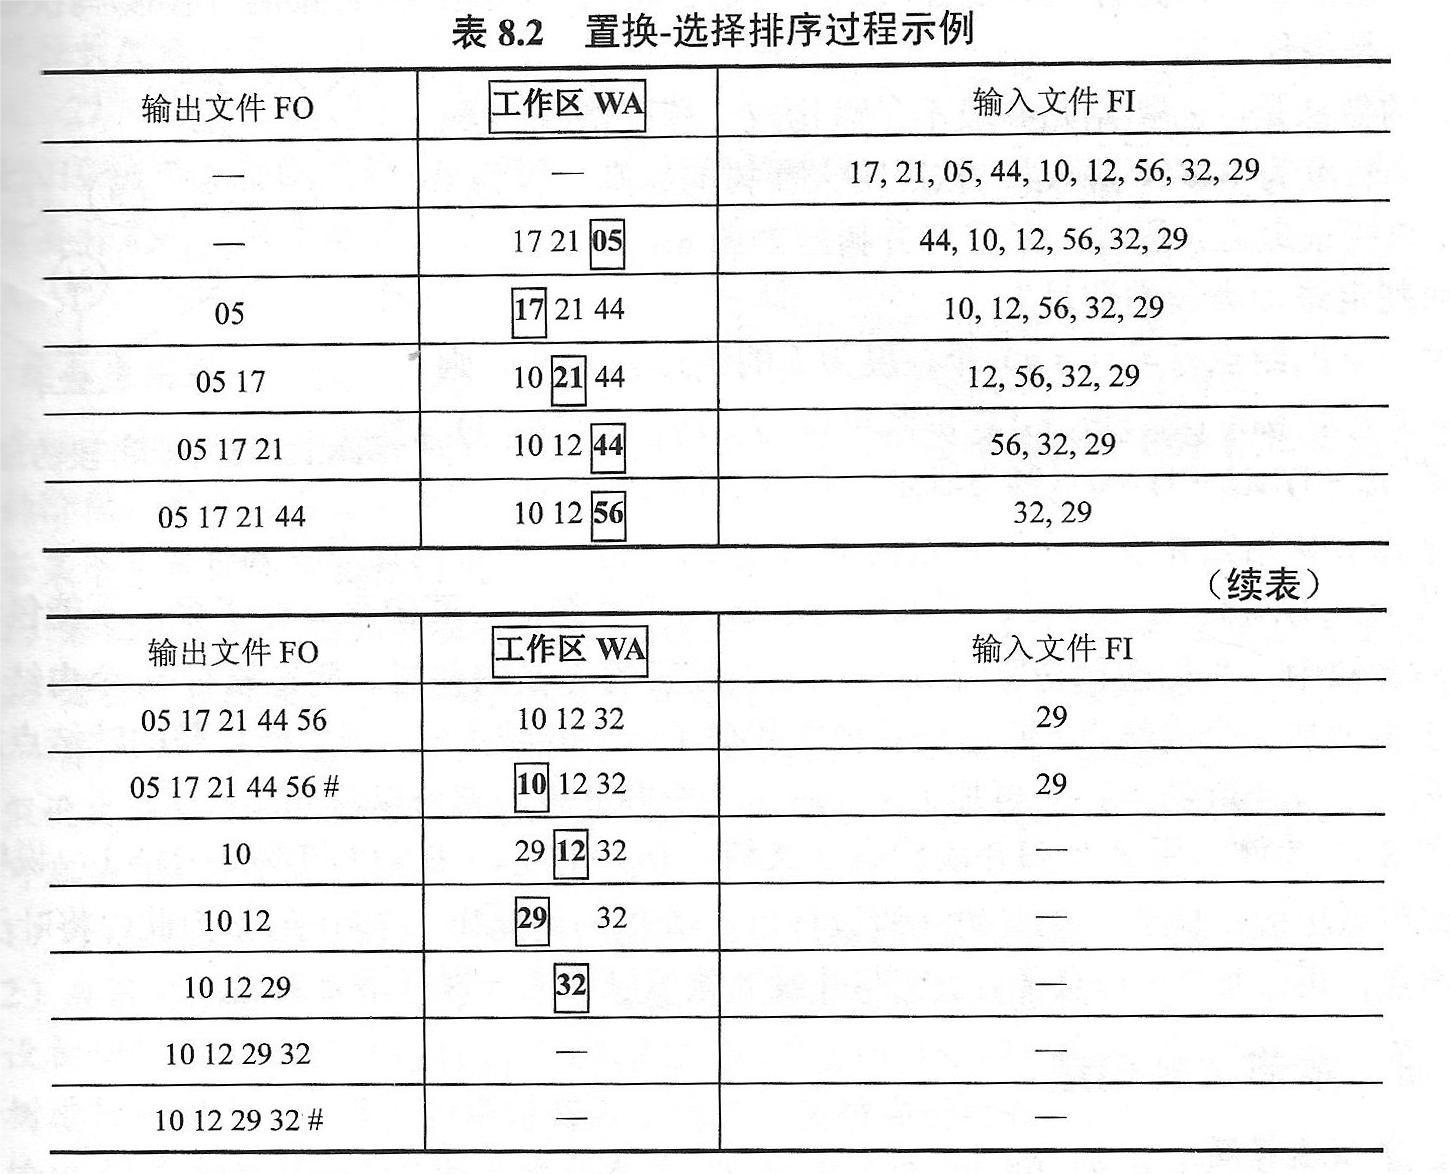 表 8.2 置换-选择排序过程示例
输出文件 FO 工作区 WA 输入文件 FI
— — 17, 21, 05, 44, 10, 12, 56, 32, 29
— 17 21 05 44, 10, 12, 56, 32, 29
05 17 21 44 10, 12, 56, 32, 29
05 17 10 21 44 12, 56, 32, 29
05 17 21 10 12 44 56, 32, 29
05 17 21 44 10 12 56 32, 29
（续表）
输出文件 FO 工作区 WA 输入文件 FI
05 17 21 44 56 10 12 32 29
05 17 21 44 56 # 10 12 32 29
10 29 12 32 —
10 12 29 32 —
10 12 29 32 —
10 12 29 32 — —
10 12 29 32 # — —